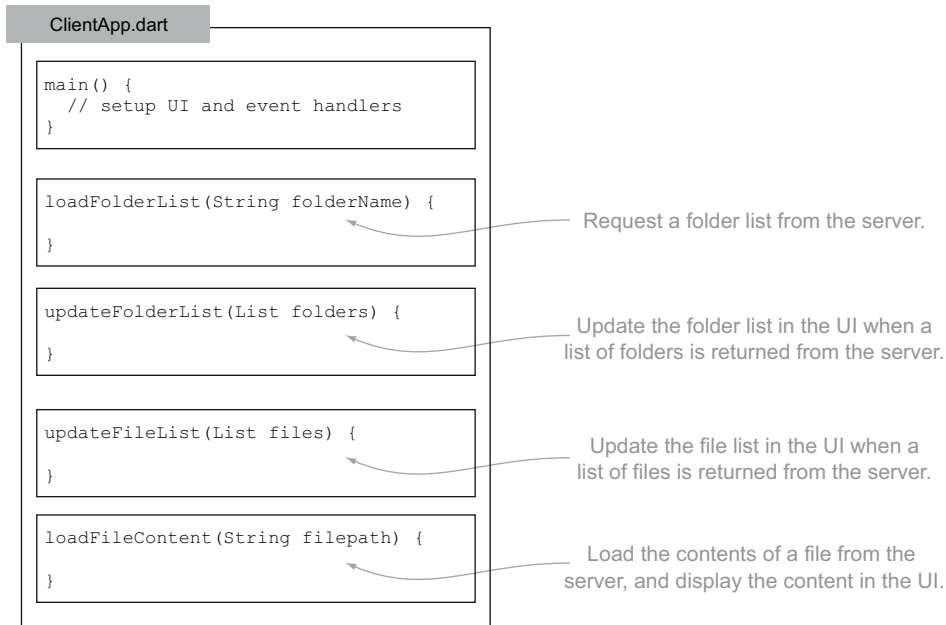 ClientApp.dart
main() {
// setup UI and event handlers
}
loadFolderList(String folderName) {
}
Request a folder list from the server.
updateFolderList(List folders) {
}
Update the folder list in the UI when a
list of folders is returned from the server.
updateFileList(List files) {
}
Update the file list in the UI when a
list of files is returned from the server.
loadFileContent(String filepath) {
}
Load the contents of a file from the
server, and display the content in the UI.